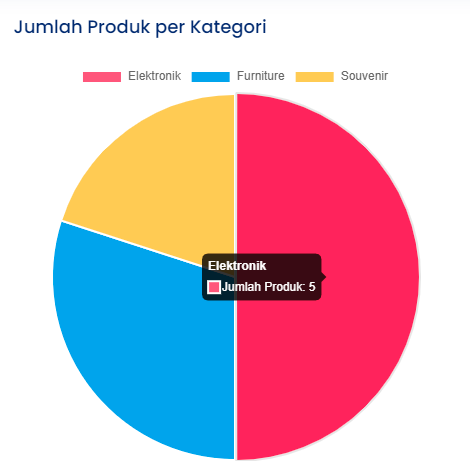 Jumlah Produk per Kategori
Elektronik Furniture Souvenir
Elektronik
Jumlah Produk: 5